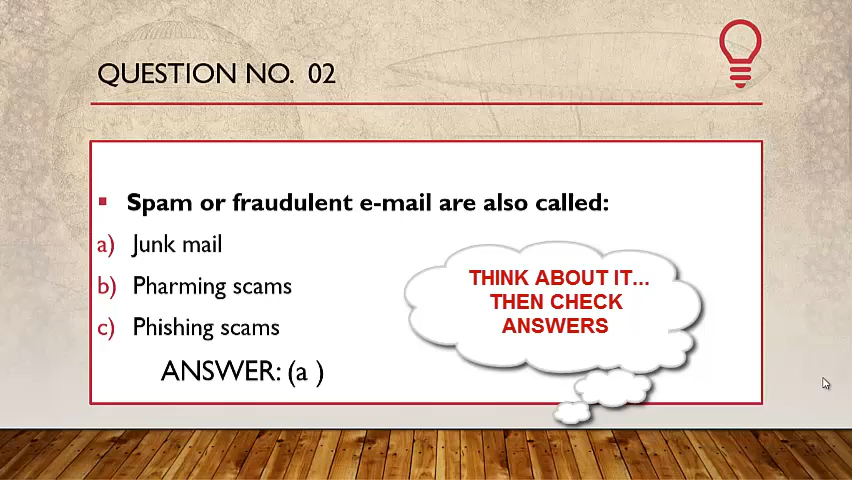 QUESTION NO. 02
Spam or fraudulent e-mail are also called:
a) Junk mail
b) Pharming scams
c) Phishing scams
ANSWER: (a )
THINK ABOUT IT...
THEN CHECK
ANSWERS